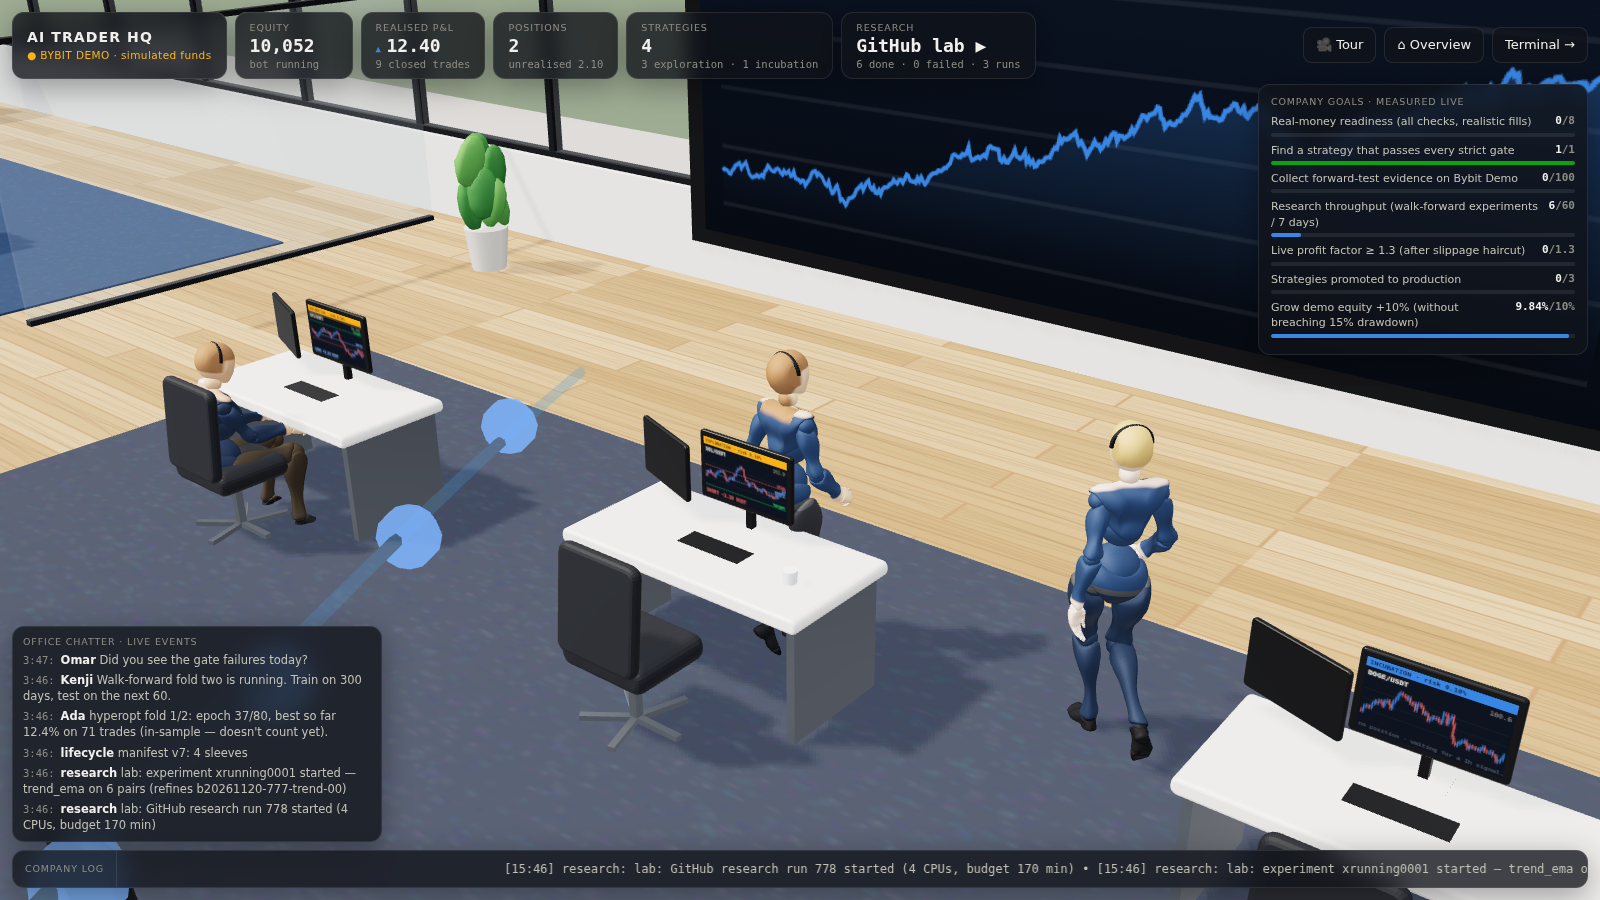 AI TRADER HQ
● BYBIT DEMO · simulated funds
EQUITY
10,052
bot running
REALISED P&L
▲ 12.40
9 closed trades
POSITIONS
2
unrealised 2.10
STRATEGIES
4
3 exploration · 1 incubation
RESEARCH
GitHub lab ▶
6 done · 0 failed · 3 runs
🎥 Tour
⌂ Overview
Terminal →
COMPANY GOALS · MEASURED LIVE
Real-money readiness (all checks, realistic fills) 0/8
Find a strategy that passes every strict gate 1/1
Collect forward-test evidence on Bybit Demo 0/100
Research throughput (walk-forward experiments 6/60
/ 7 days)
Live profit factor ≥ 1.3 (after slippage haircut) 0/1.3
Strategies promoted to production 0/3
Grow demo equity +10% (without 9.84%/10%
breaching 15% drawdown)
INCUBATION · risk 0.10%
DOGE/USDT
100.6
OFFICE CHATTER · LIVE EVENTS
3:47: Omar Did you see the gate failures today?
3:46: Kenji Walk-forward fold two is running. Train on 300
days, test on the next 60.
3:46: Ada hyperopt fold 1/2: epoch 37/80, best so far
12.4% on 71 trades (in-sample — doesn't count yet).
3:46: lifecycle manifest v7: 4 sleeves
3:46: research lab: experiment xrunning0001 started —
trend_ema on 6 pairs (refines b20261120-777-trend-00)
3:46: research lab: GitHub research run 778 started (4
CPUs, budget 170 min)
COMPANY LOG
[15:46] research: lab: GitHub research run 778 started (4 CPUs, budget 170 min) • [15:46] research: lab: experiment xrunning0001 started — trend_ema o